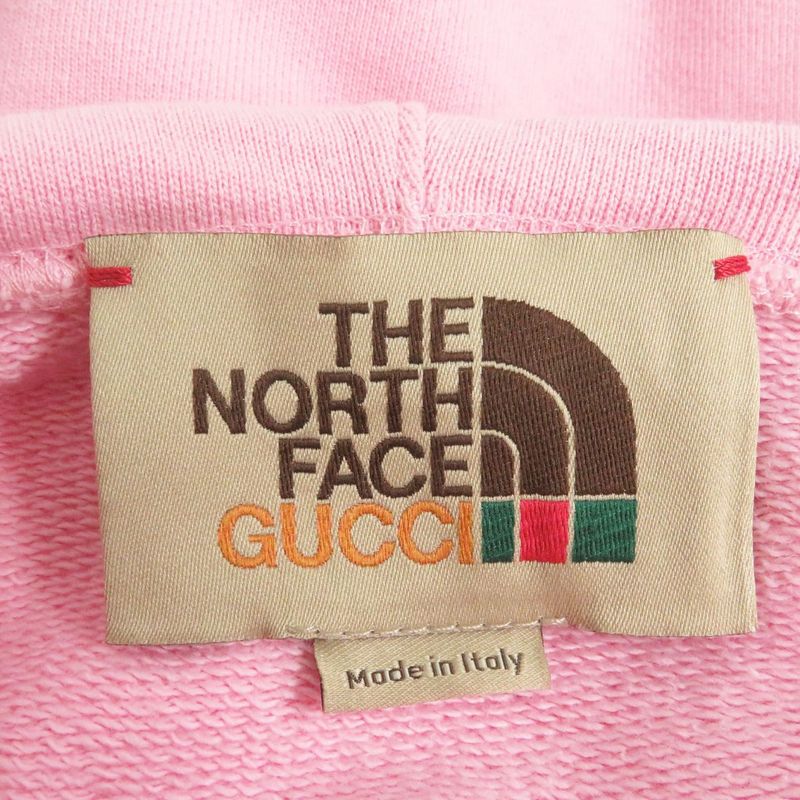 THE
NORTH
FACE
GUCCI
Made in Italy